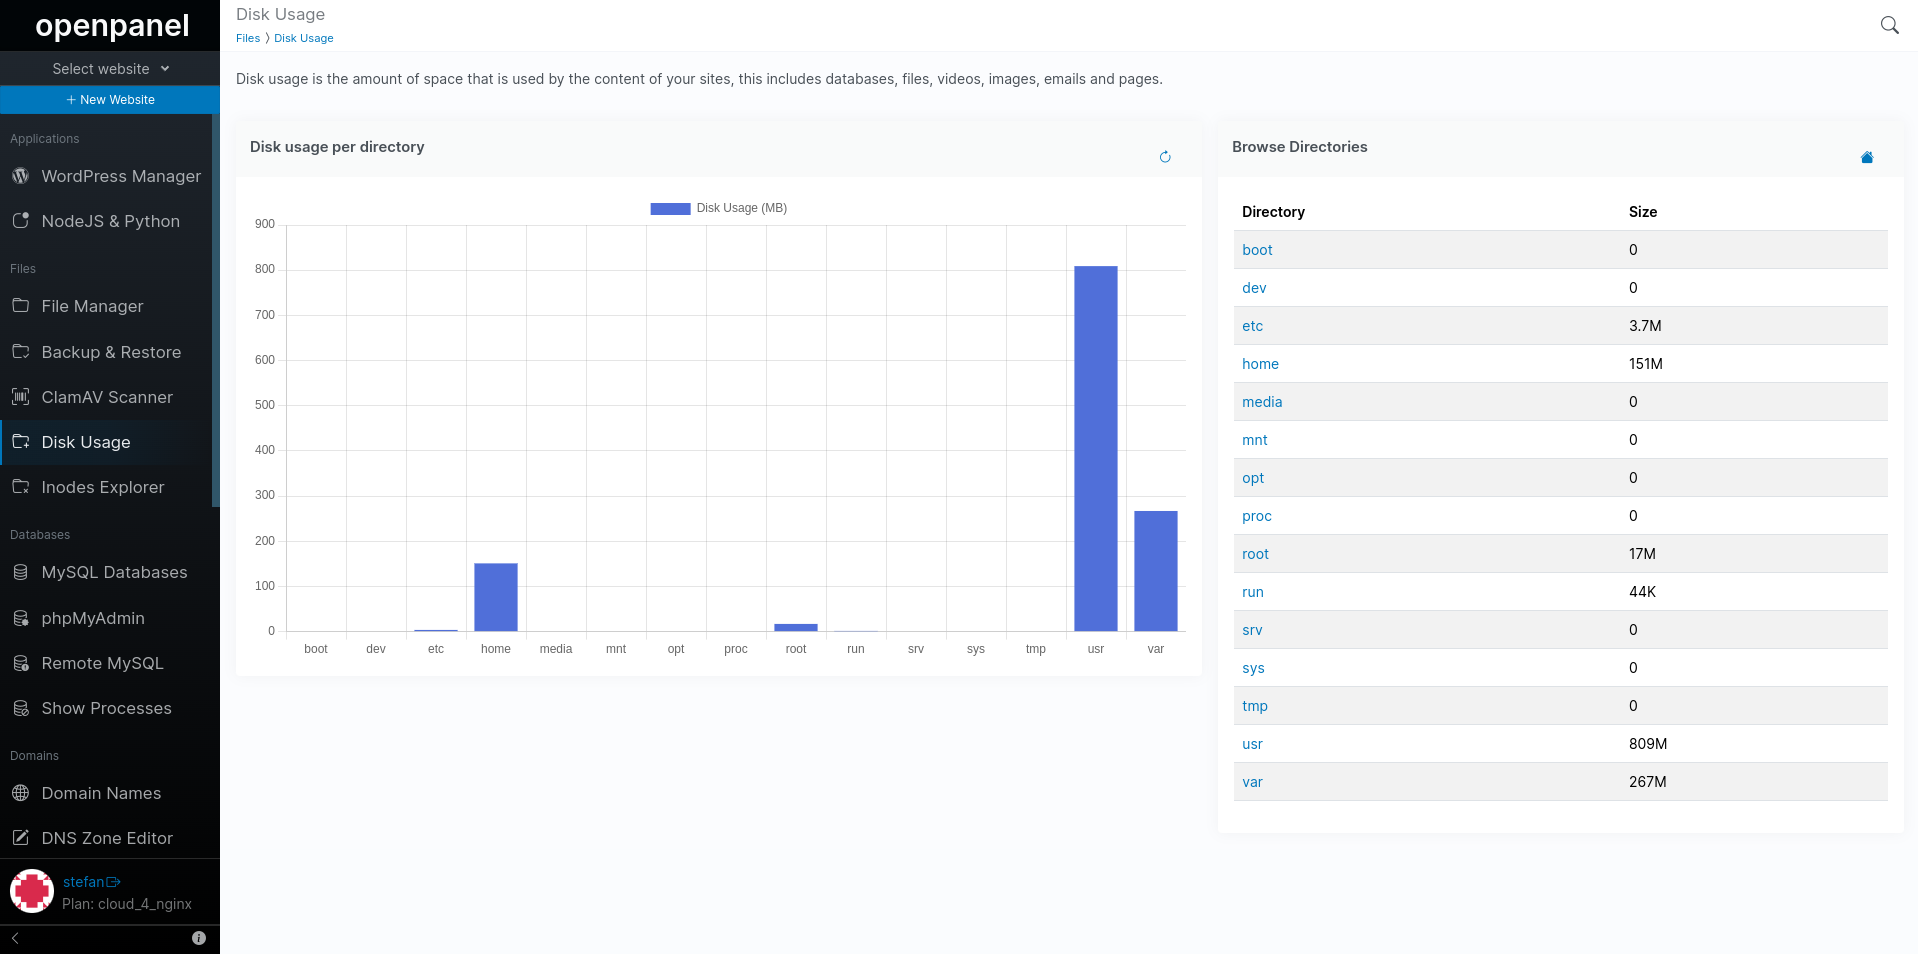 openpanel
Select website
+ New Website
Applications
WordPress Manager
NodeJS & Python
Files
File Manager
Backup & Restore
ClamAV Scanner
Disk Usage
Inodes Explorer
Databases
MySQL Databases
phpMyAdmin
Remote MySQL
Show Processes
Domains
Domain Names
DNS Zone Editor
stefan
Plan: cloud_4_nginx
Disk Usage
Files 〉 Disk Usage
Disk usage is the amount of space that is used by the content of your sites, this includes databases, files, videos, images, emails and pages.
Disk usage per directory
Disk Usage (MB)
900
800
700
600
500
400
300
200
100
0
boot dev etc home media mnt opt proc root run srv sys tmp usr var
Browse Directories
Directory Size
boot 0
dev 0
etc 3.7M
home 151M
media 0
mnt 0
opt 0
proc 0
root 17M
run 44K
srv 0
sys 0
tmp 0
usr 809M
var 267M